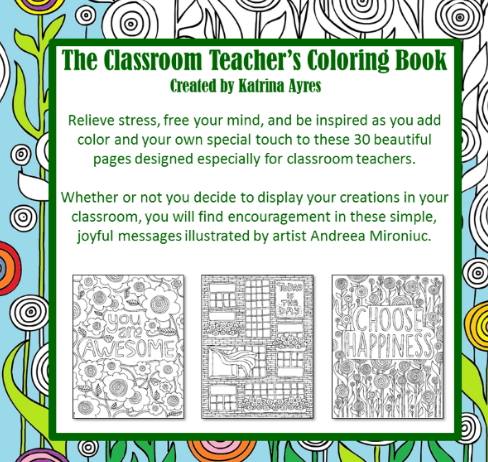 The Classroom Teacher's Coloring Book
Created by Katrina Ayres
Relieve stress, free your mind, and be inspired as you add
color and your own special touch to these 30 beautiful
pages designed especially for classroom teachers.
Whether or not you decide to display your creations in your
classroom, you will find encouragement in these simple,
joyful messages illustrated by artist Andreea Mironiuc.
you
are
AWESOME
TODAY
IS
THE
DAY
CHOOSE
HAPPINESS